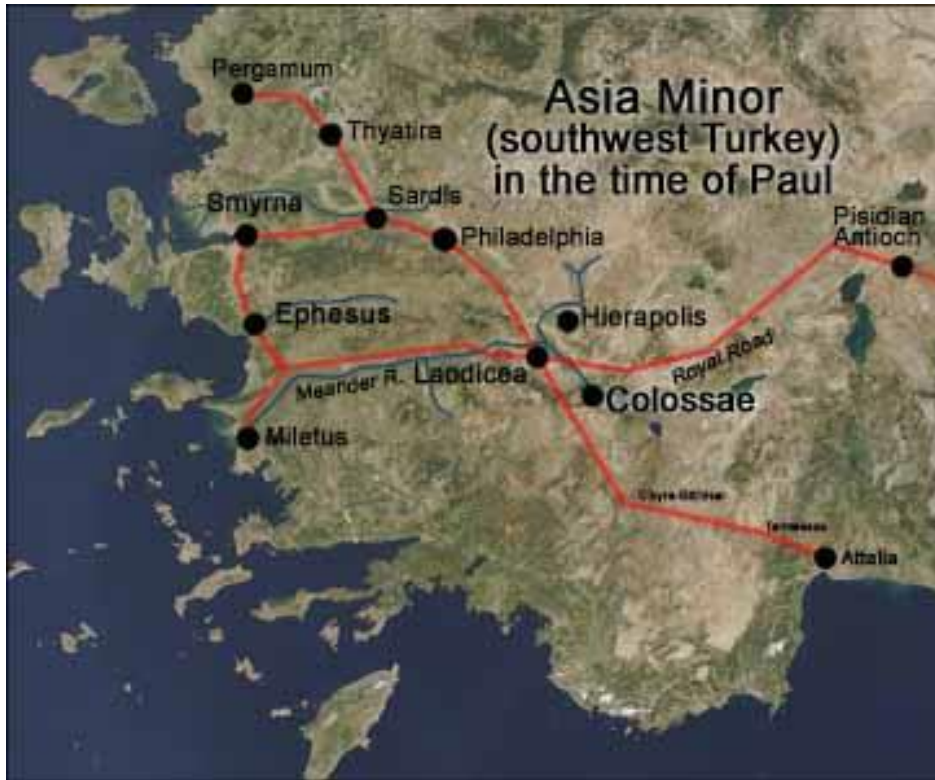 Pergamum
Asia Minor
(southwest Turkey)
in the time of Paul
Thyatira
Sardis
Smyrna
Philadelphia
Pisidian
Antioch
Ephesus
Hierapolis
Royal Road
Meander R.
Laodicea
Colossae
Miletus
Attalia